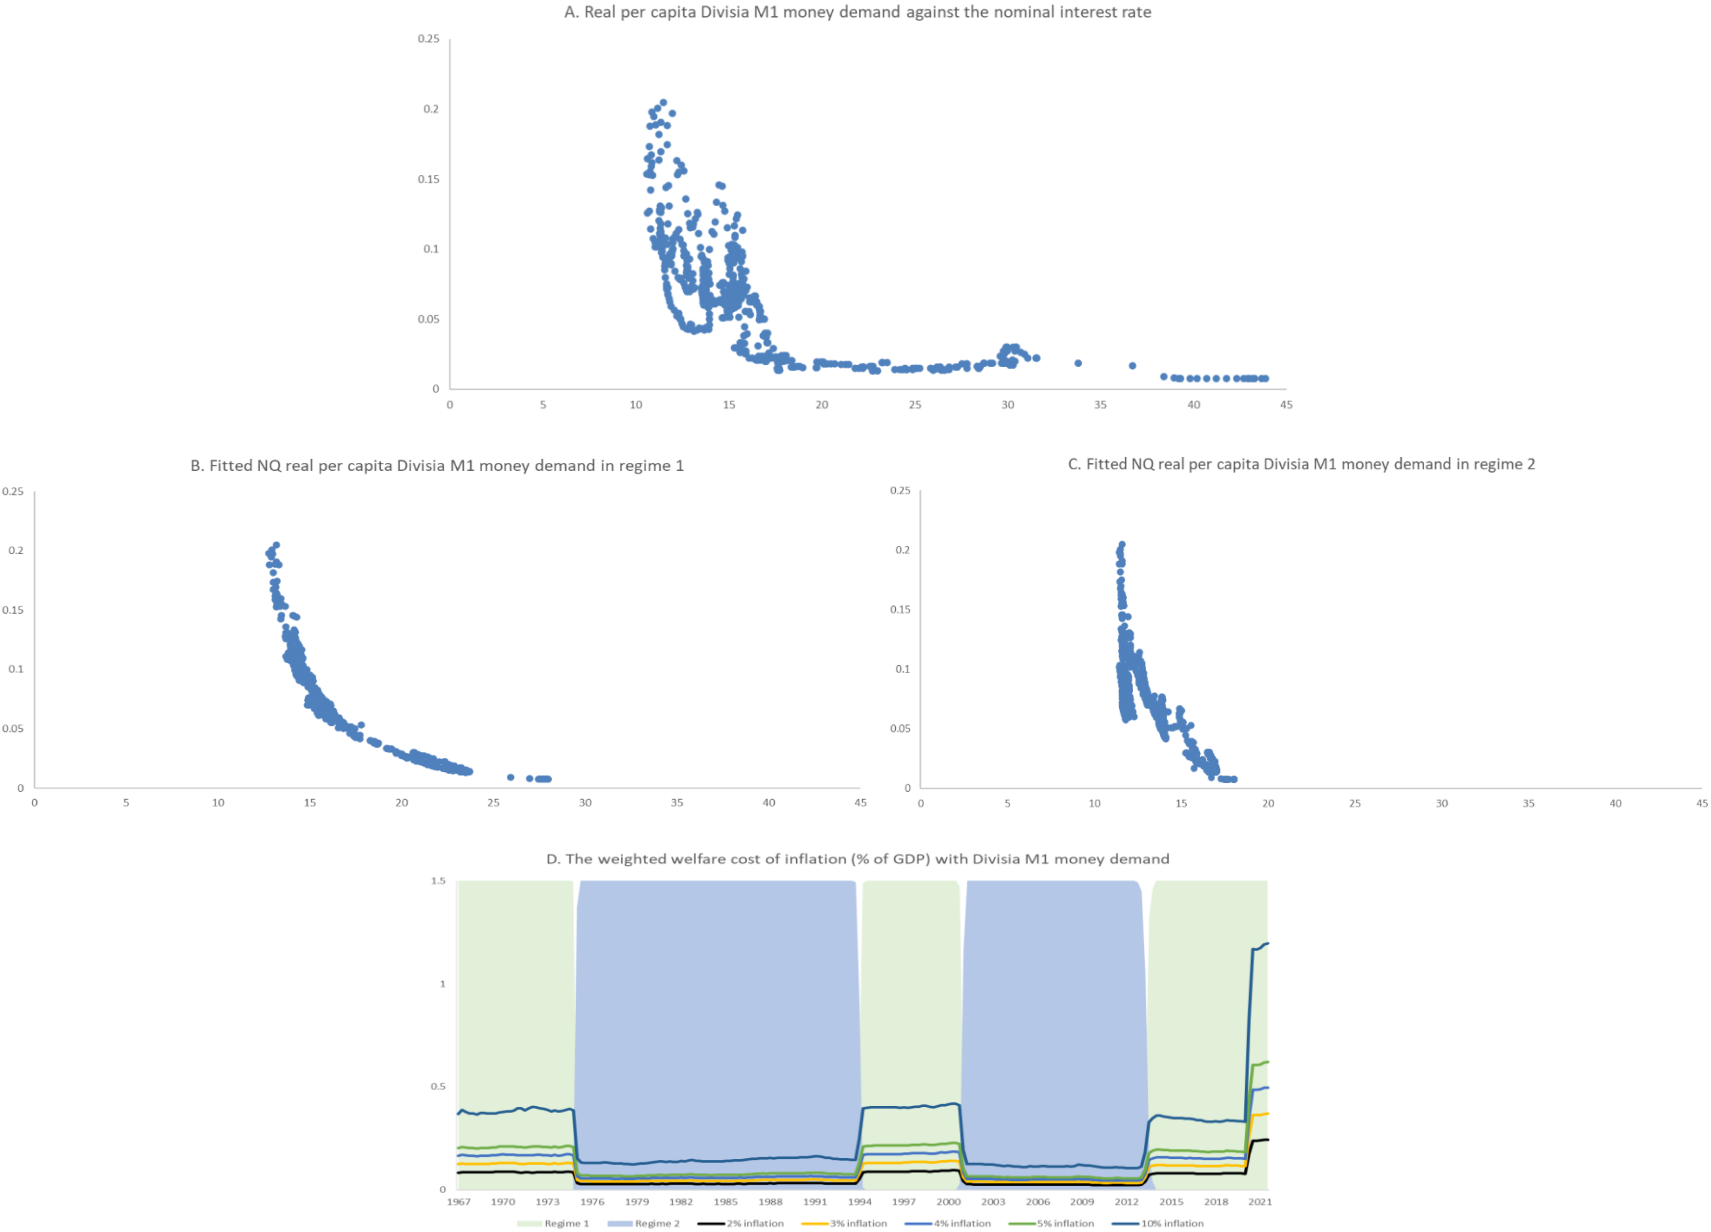 A. Real per capita Divisia M1 money demand against the nominal interest rate
0.25
0.2
0.15
0.1
0.05
0
0 5 10 15 20 25 30 35 40 45
B. Fitted NQ real per capita Divisia M1 money demand in regime 1
0.25
0.2
0.15
0.1
0.05
0
0 5 10 15 20 25 30 35 40 45
C. Fitted NQ real per capita Divisia M1 money demand in regime 2
0.25
0.2
0.15
0.1
0.05
0
0 5 10 15 20 25 30 35 40 45
D. The weighted welfare cost of inflation (% of GDP) with Divisia M1 money demand
1.5
1
0.5
0
1967 1970 1973 1976 1979 1982 1985 1988 1991 1994 1997 2000 2003 2006 2009 2012 2015 2018 2021
Regime 1 Regime 2 2% inflation 3% inflation 4% inflation 5% inflation 10% inflation